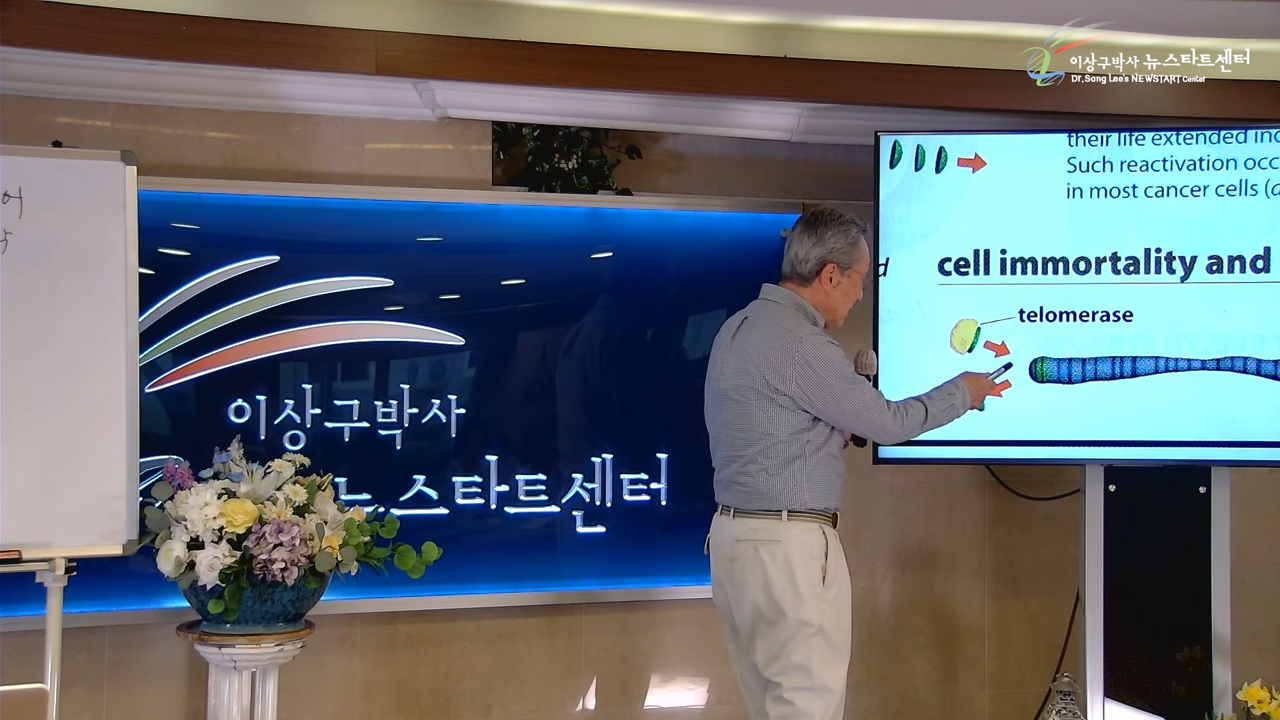 이상구박사 뉴스타트센터
Dr. Sang Lee's NEWSTART Center
어
their life extended
Such reactivation
in most cancer cells
d
cell immortality and
telomerase
이상구박사
뉴스타트센터